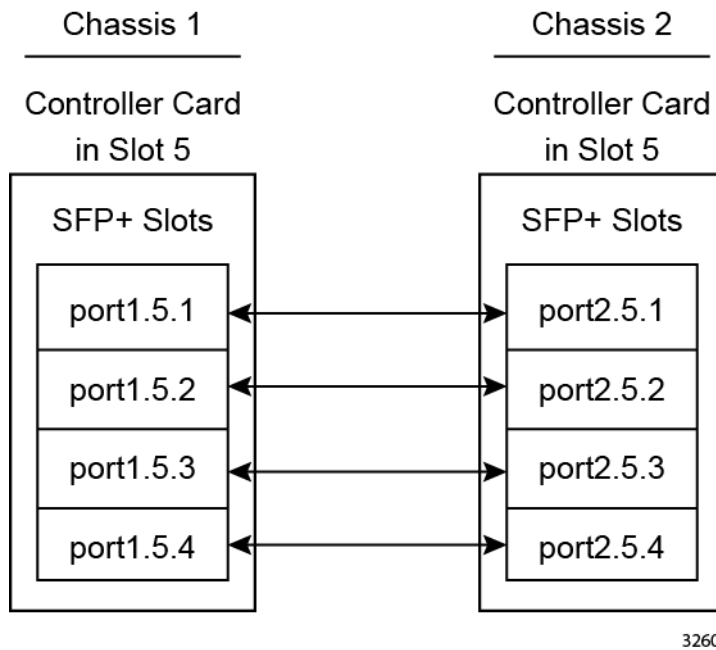 Chassis 1
Controller Card
in Slot 5
SFP+ Slots
port1.5.1
port1.5.2
port1.5.3
port1.5.4
Chassis 2
Controller Card
in Slot 5
SFP+ Slots
port2.5.1
port2.5.2
port2.5.3
port2.5.4
3260